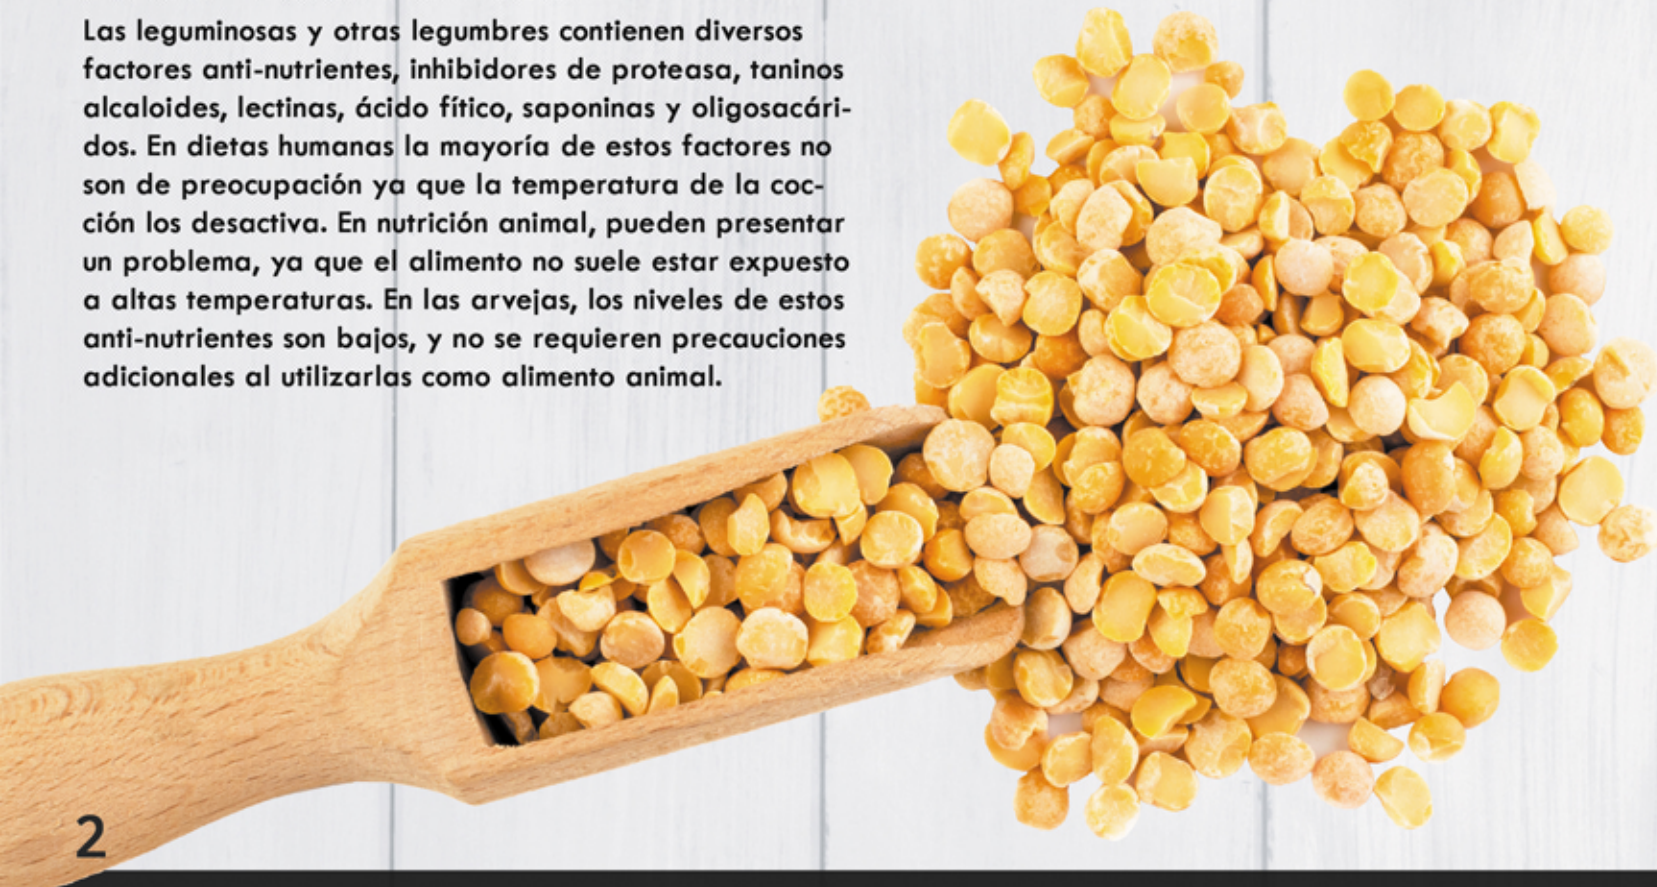 Las leguminosas y otras legumbres contienen diversos
factores anti-nutrientes, inhibidores de proteasa, taninos
alcaloides, lectinas, ácido fítico, saponinas y oligosacári-
dos. En dietas humanas la mayoría de estos factores no
son de preocupación ya que la temperatura de la coc-
ción los desactiva. En nutrición animal, pueden presentar
un problema, ya que el alimento no suele estar expuesto
a altas temperaturas. En las arvejas, los niveles de estos
anti-nutrientes son bajos, y no se requieren precauciones
adicionales al utilizarlas como alimento animal.
2